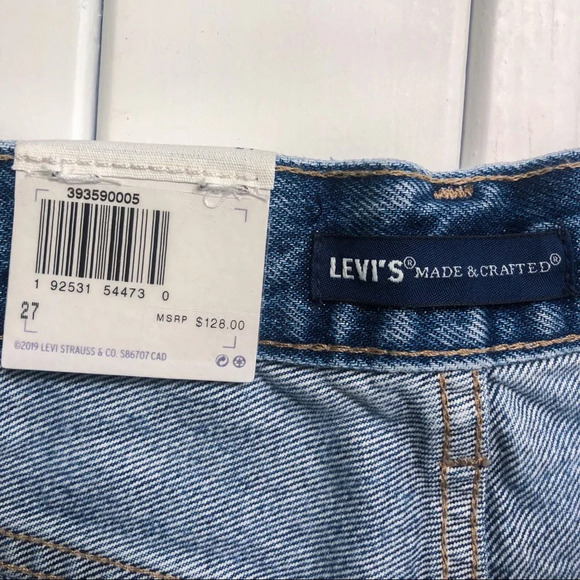 393590005
1 92531 54473 0
27
MSRP $128.00
©2019 LEVI STRAUSS & CO. S86707 CAD
LEVI'S® MADE & CRAFTED®